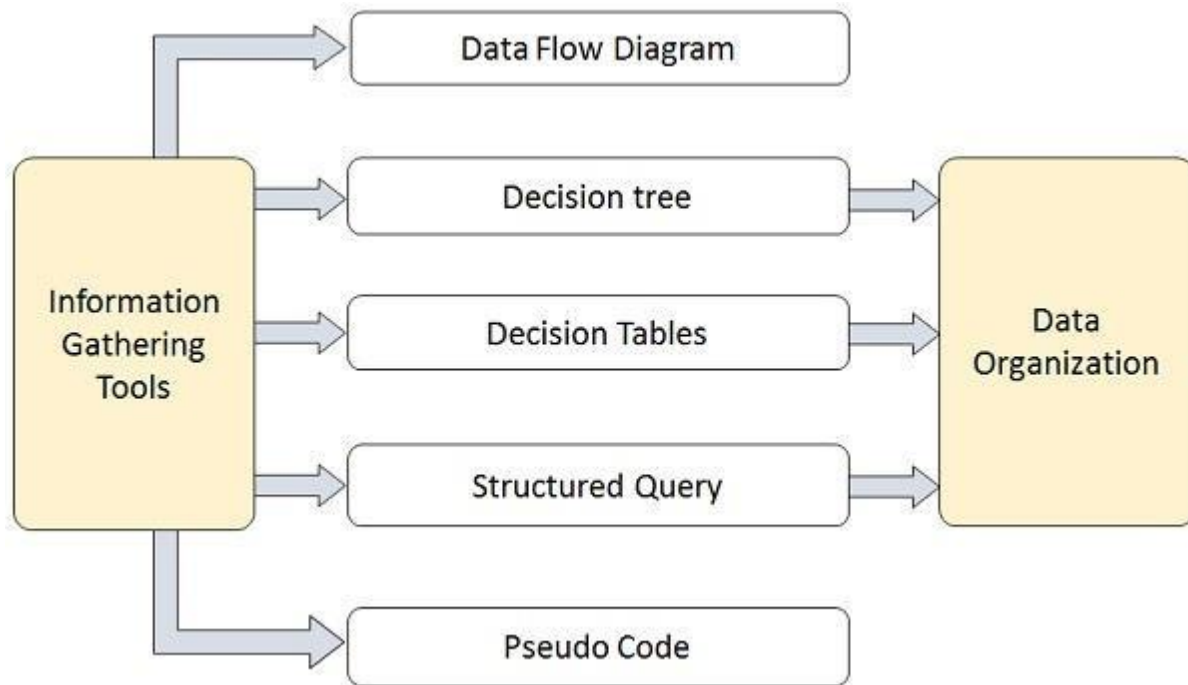 Data Flow Diagram
Decision tree
Information
Gathering
Tools
Decision Tables
Data
Organization
Structured Query
Pseudo Code